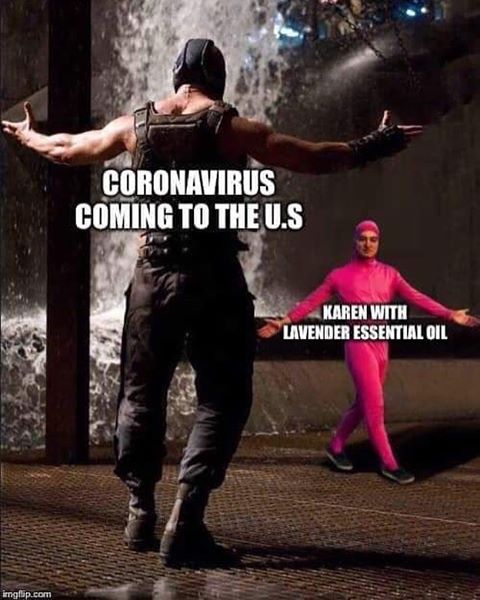 CORONAVIRUS
COMING TO THE U.S
KAREN WITH
LAVENDER ESSENTIAL OIL
imgflip.com